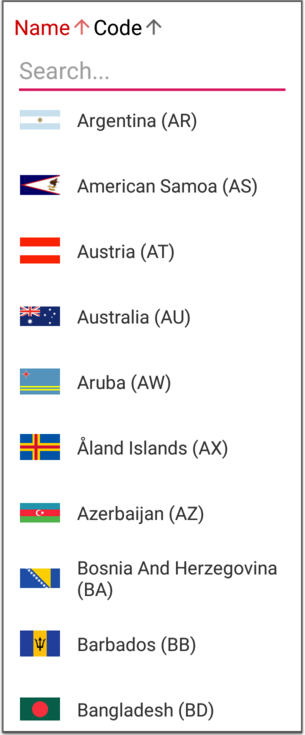 Name↑ Code↑
Search...
Argentina (AR)
American Samoa (AS)
Austria (AT)
Australia (AU)
Aruba (AW)
Åland Islands (AX)
Azerbaijan (AZ)
Bosnia And Herzegovina
(BA)
Barbados (BB)
Bangladesh (BD)